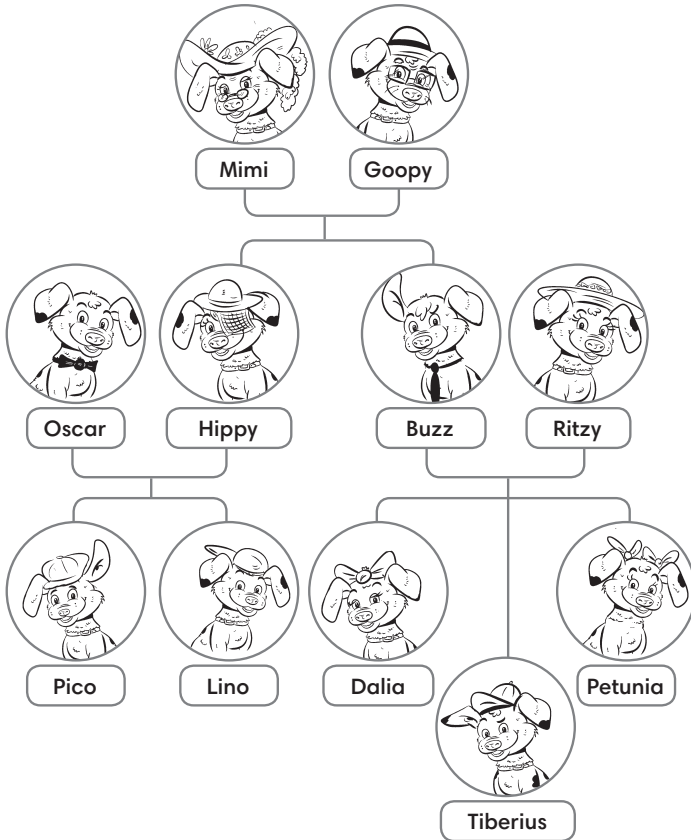 Mimi
Goopy
Oscar
Hippy
Buzz
Ritzy
Pico
Lino
Dalia
Petunia
Tiberius